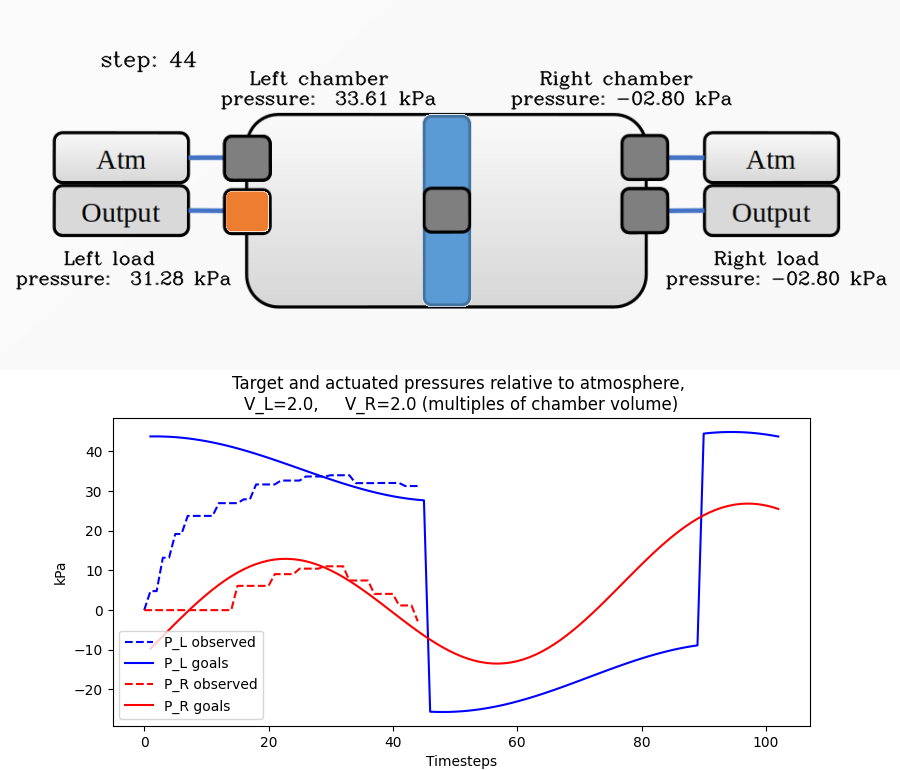 step: 44
Left chamber
pressure:  33.61 kPa
Right chamber
pressure: −02.80 kPa
Atm
Output
Atm
Output
Left load
pressure:  31.28 kPa
Right load
pressure: −02.80 kPa
Target and actuated pressures relative to atmosphere,
V_L=2.0,     V_R=2.0 (multiples of chamber volume)
kPa
40
30
20
10
0
−10
−20
P_L observed
P_L goals
P_R observed
P_R goals
0 20 40 60 80 100
Timesteps